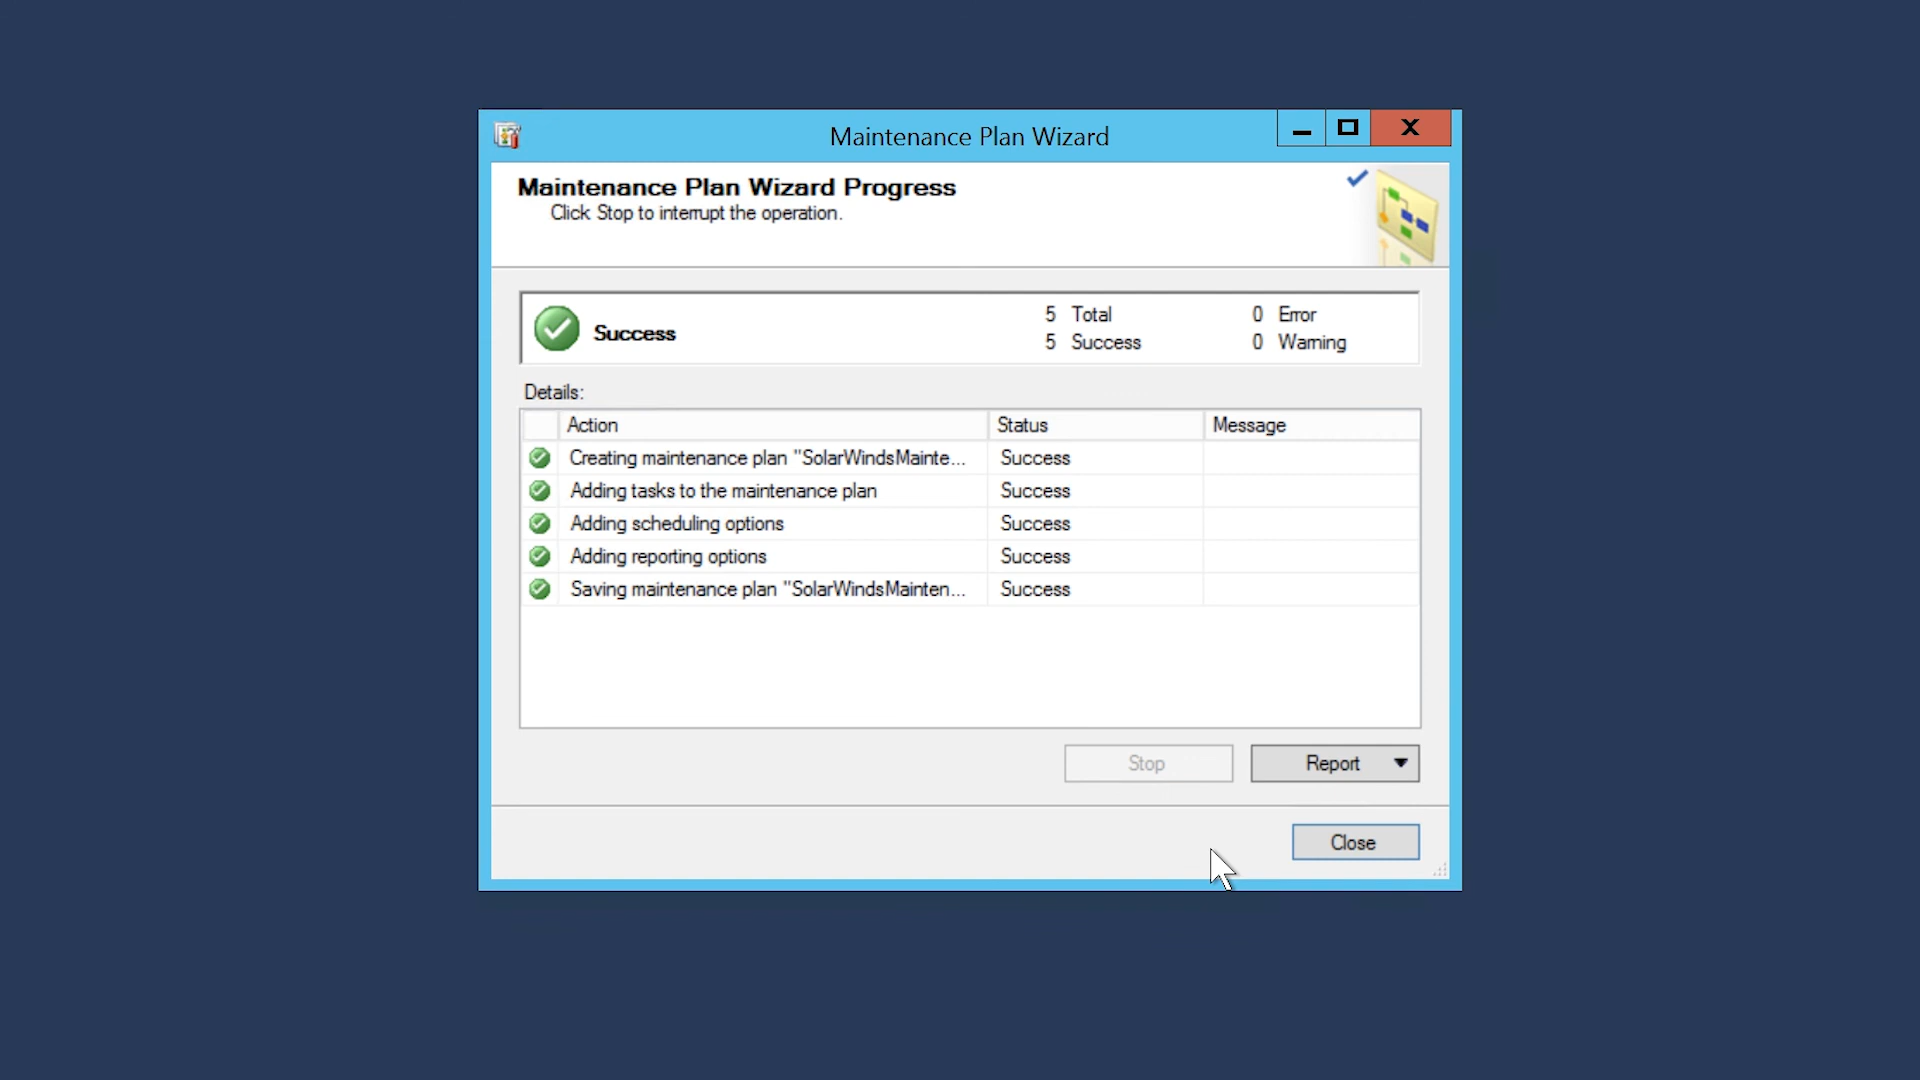 Maintenance Plan Wizard
Maintenance Plan Wizard Progress
Click Stop to interrupt the operation.
Success
5 Total
0 Error
5 Success
0 Warning
Details:
Action Status Message
Creating maintenance plan "SolarWindsMainte... Success
Adding tasks to the maintenance plan Success
Adding scheduling options Success
Adding reporting options Success
Saving maintenance plan "SolarWindsMainten... Success
Stop Report
Close